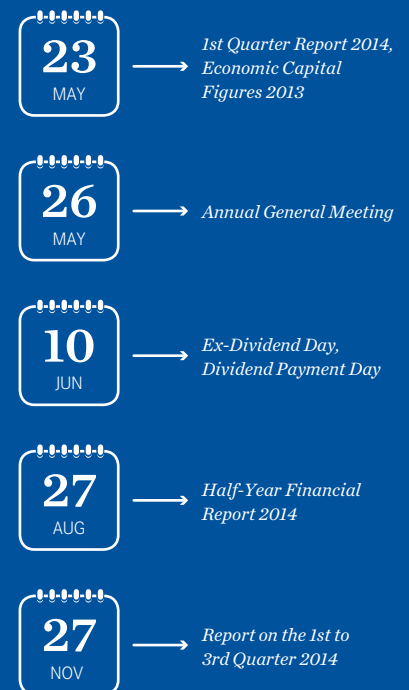 23
MAY
1st Quarter Report 2014,
Economic Capital
Figures 2013
26
MAY
Annual General Meeting
10
JUN
Ex-Dividend Day,
Dividend Payment Day
27
AUG
Half-Year Financial
Report 2014
27
NOV
Report on the 1st to
3rd Quarter 2014